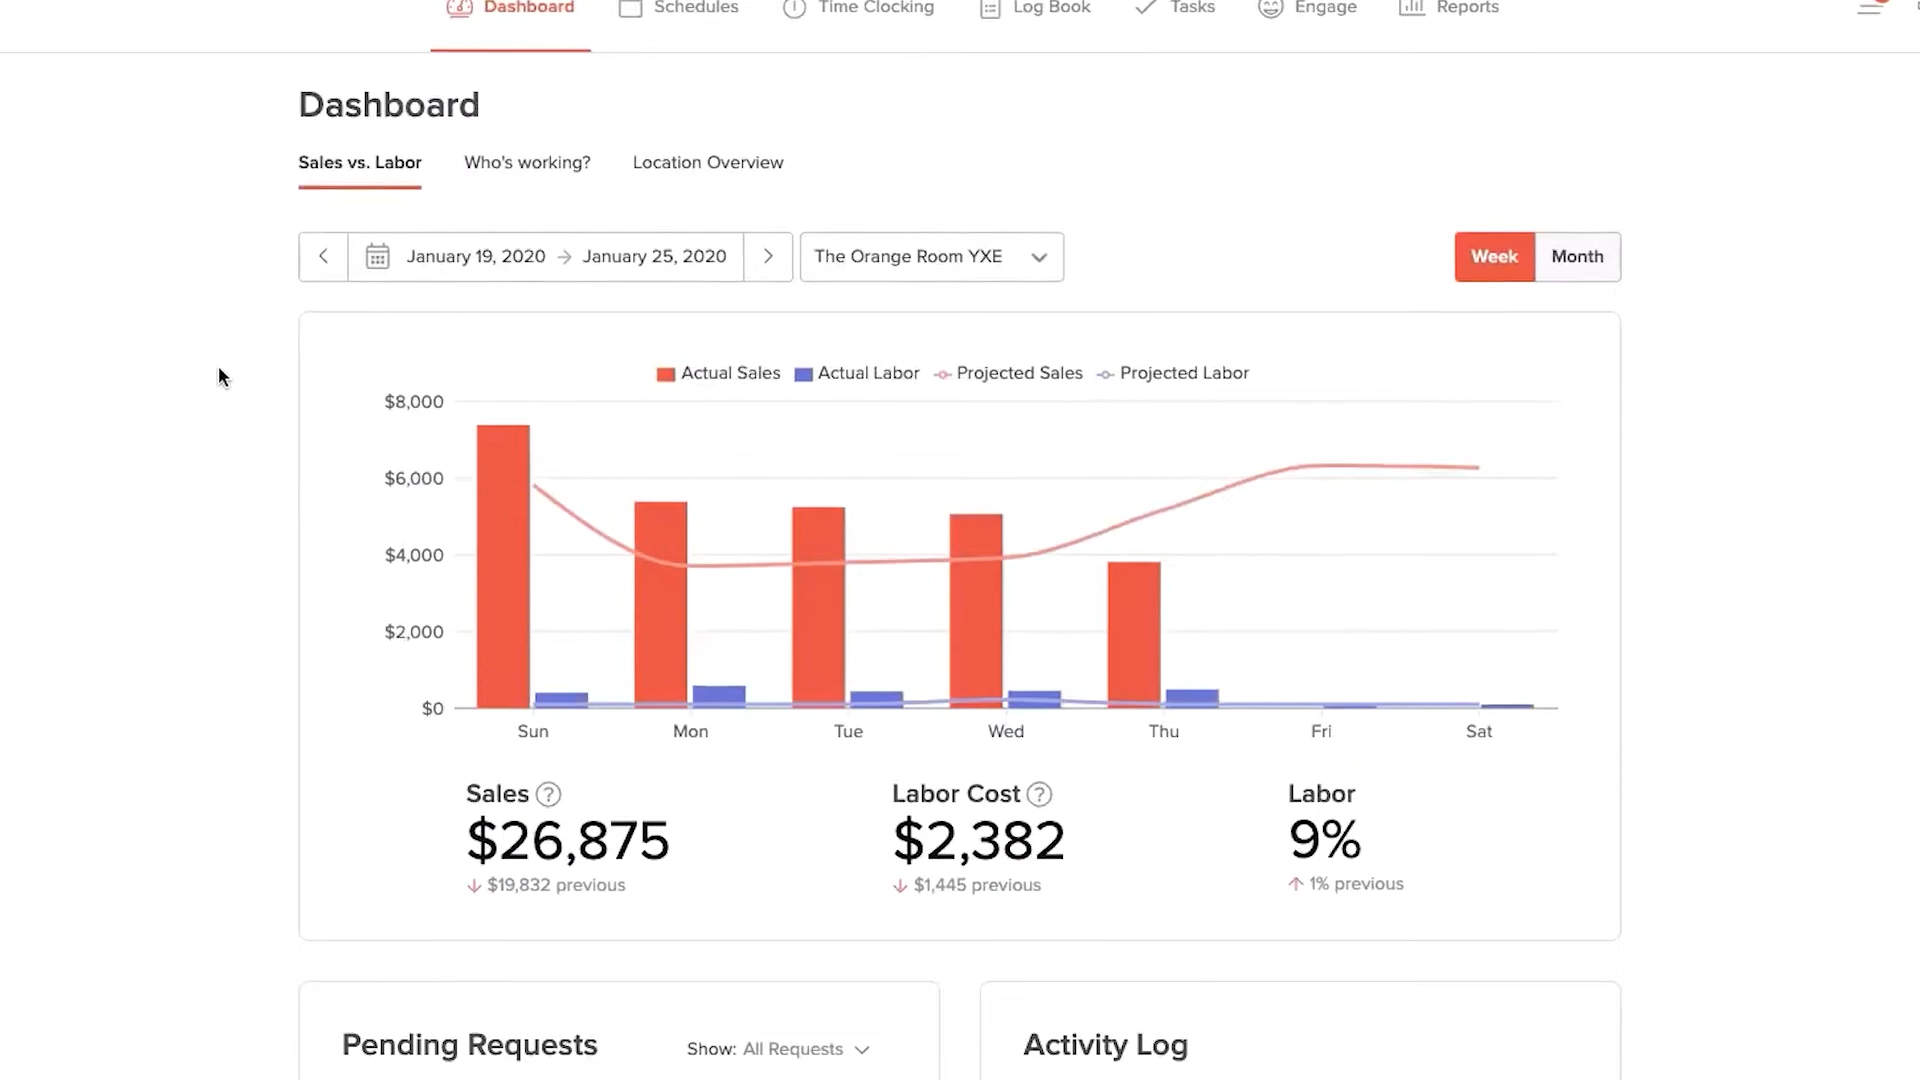 Dashboard Schedules Time Clocking Log Book Tasks Engage Reports
Dashboard
Sales vs. Labor Who's working? Location Overview
January 19, 2020 → January 25, 2020 The Orange Room YXE Week Month
Actual Sales Actual Labor Projected Sales Projected Labor
$8,000
$6,000
$4,000
$2,000
$0
Sun Mon Tue Wed Thu Fri Sat
Sales ? Labor Cost ? Labor
$26,875 $2,382 9%
↓ $19,832 previous ↓ $1,445 previous ↑ 1% previous
Pending Requests Show: All Requests Activity Log